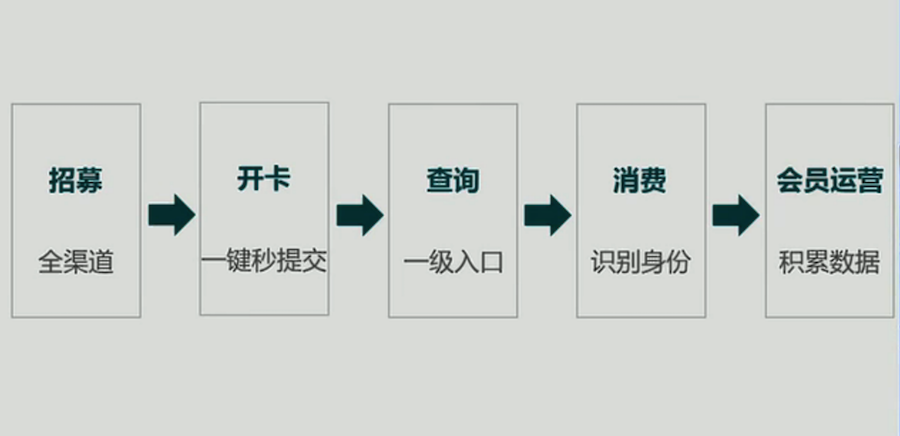 招募
全渠道
开卡
一键秒提交
查询
一级入口
消费
识别身份
会员运营
积累数据